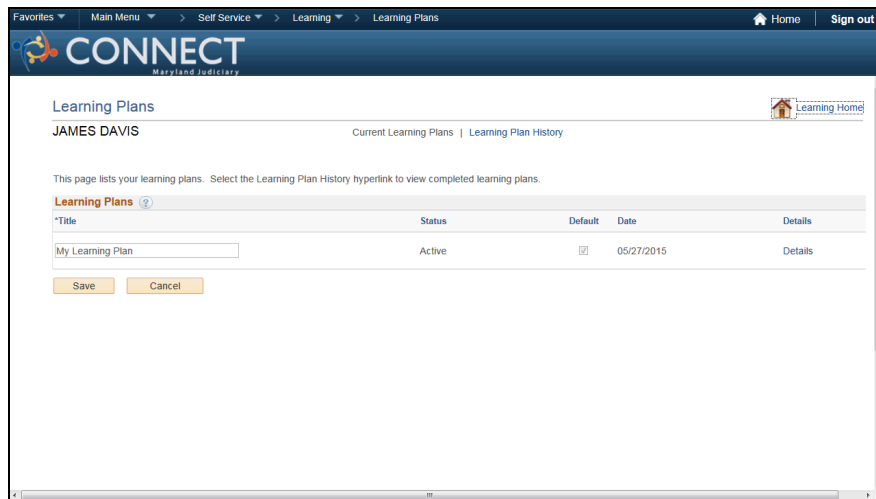 Favorites Main Menu > Self Service > Learning > Learning Plans Home Sign out
CONNECT
Maryland Judiciary
Learning Plans Learning Home
JAMES DAVIS Current Learning Plans | Learning Plan History
This page lists your learning plans. Select the Learning Plan History hyperlink to view completed learning plans.
Learning Plans ?
*Title Status Default Date Details
My Learning Plan Active 05/27/2015 Details
Save Cancel